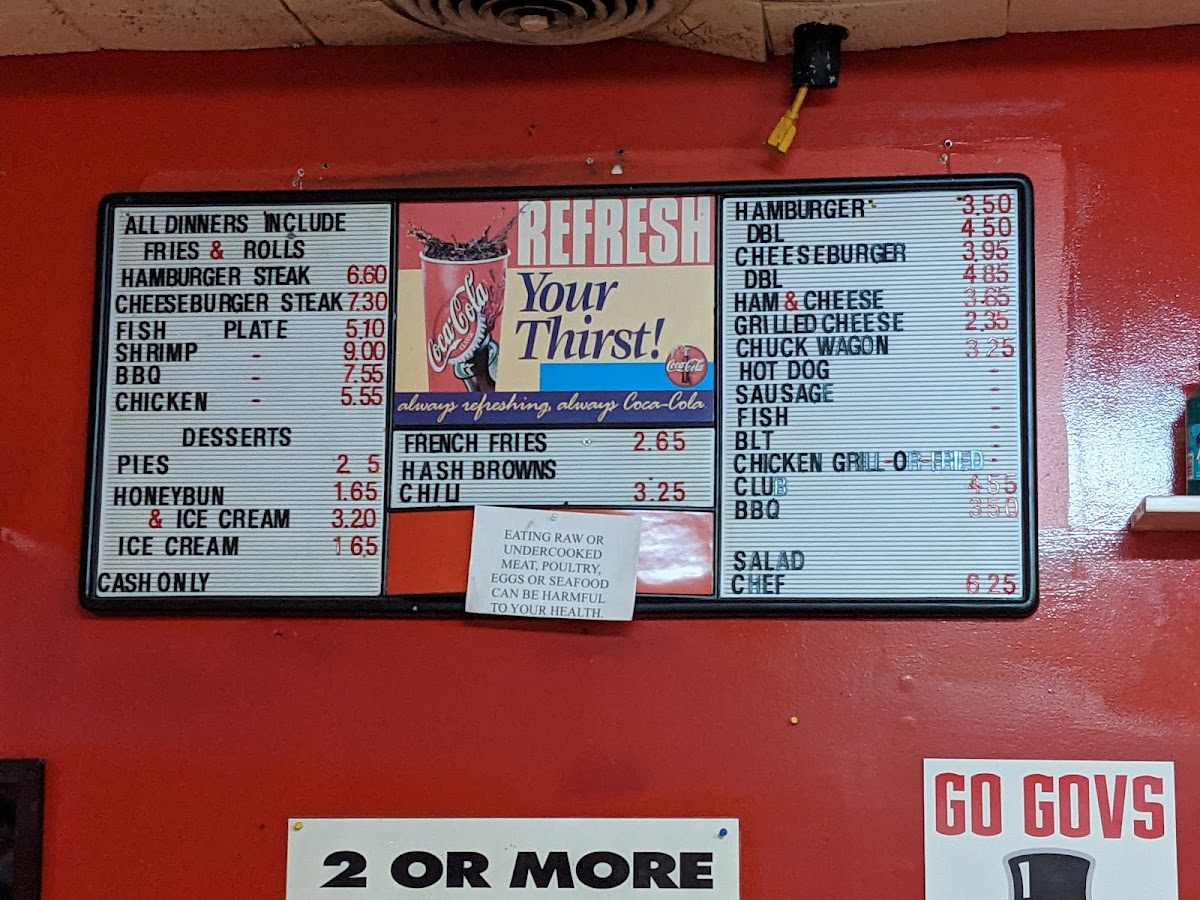 ALL DINNERS INCLUDE
FRIES & ROLLS
HAMBURGER STEAK 6.60
CHEESEBURGER STEAK 7.30
FISH PLATE 5.10
SHRIMP - 9.00
BBQ - 7.55
CHICKEN - 5.55
DESSERTS
PIES 2 5
HONEYBUN 1.65
& ICE CREAM 3.20
ICE CREAM 1 65
CASH ONLY
REFRESH
Your
Thirst!
Coca-Cola
Coca-Cola
always refreshing, always Coca-Cola
FRENCH FRIES 2.65
HASH BROWNS
CHILI 3.25
EATING RAW OR
UNDERCOOKED
MEAT, POULTRY,
EGGS OR SEAFOOD
CAN BE HARMFUL
TO YOUR HEALTH.
HAMBURGER 3.50
DBL 4 50
CHEESEBURGER 3.95
DBL 4 85
HAM & CHEESE 3.65
GRILLED CHEESE 2.35
CHUCK WAGON 3 25
HOT DOG -
SAUSAGE -
FISH -
BLT -
CHICKEN GRILL-OR-FRIED -
CLUB 4 55
BBQ 3 50
SALAD
CHEF 6 25
2 OR MORE
GO GOVS